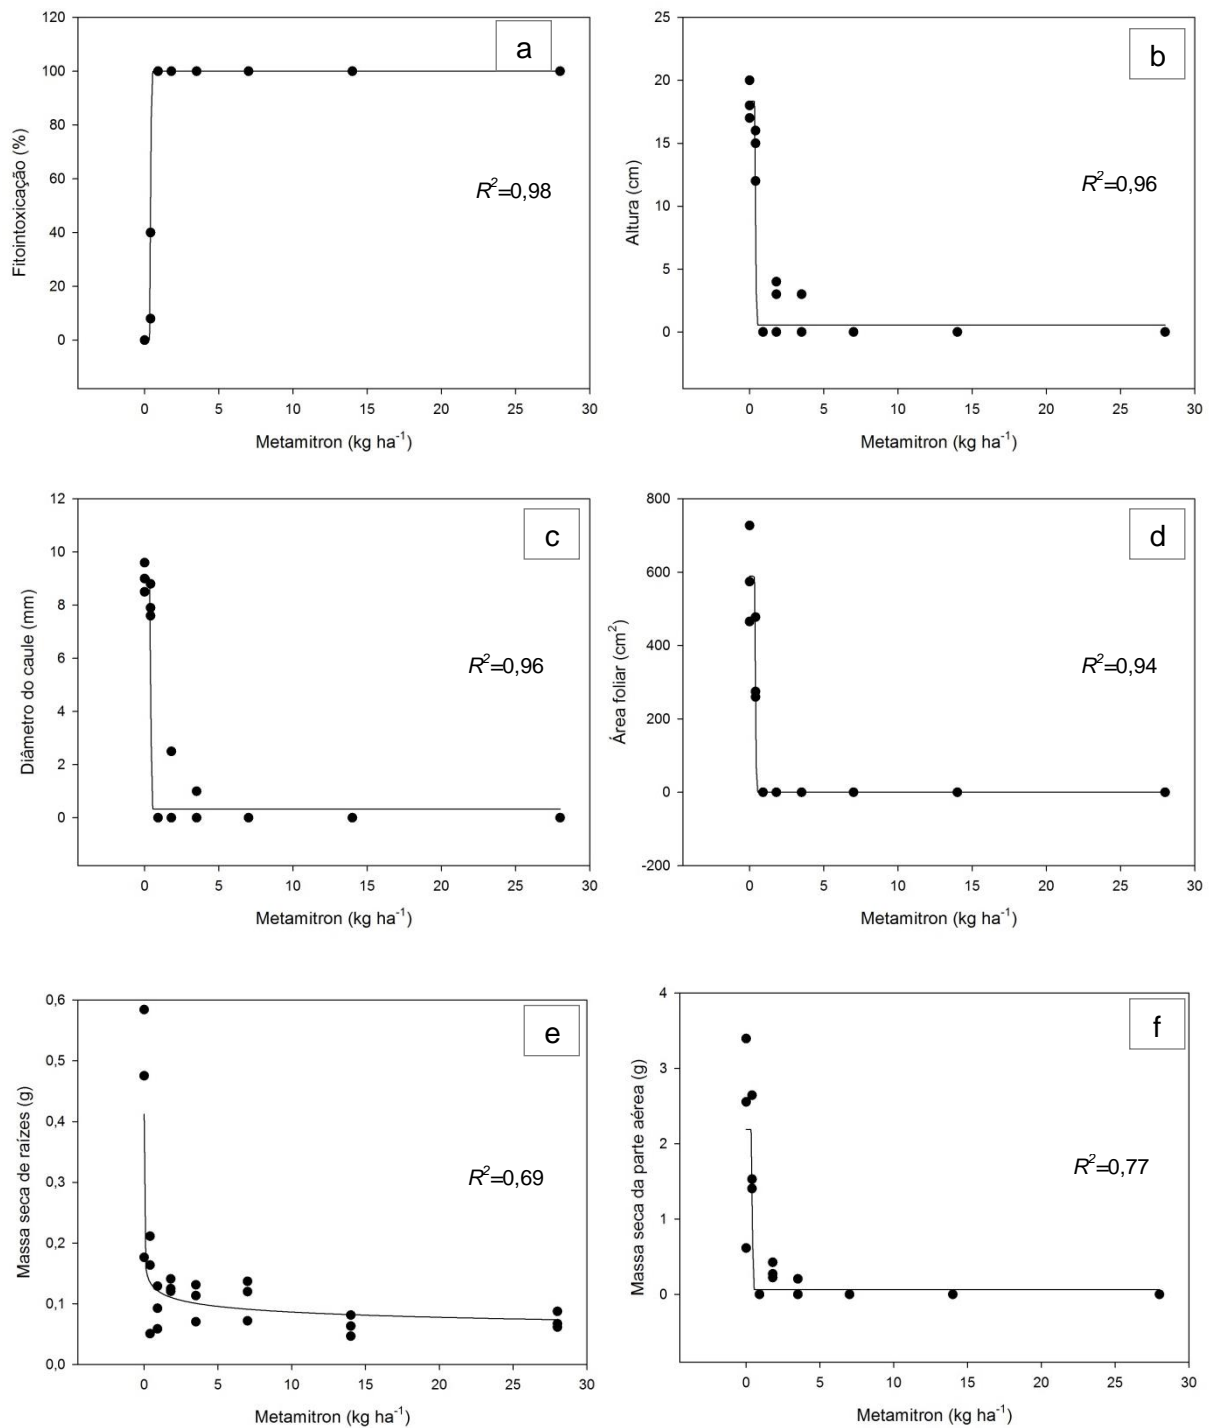 120
100
80
60
40
20
0
Fitointoxicação (%)
a
R²=0,98
0 5 10 15 20 25 30
Metamitron (kg ha⁻¹)
25
20
15
10
5
0
Altura (cm)
b
R²=0,96
0 5 10 15 20 25 30
Metamitron (kg ha⁻¹)
12
10
8
6
4
2
0
Diâmetro do caule (mm)
c
R²=0,96
0 5 10 15 20 25 30
Metamitron (kg ha⁻¹)
800
600
400
200
0
-200
Área foliar (cm²)
d
R²=0,94
0 5 10 15 20 25 30
Metamitron (kg ha⁻¹)
0,6
0,5
0,4
0,3
0,2
0,1
0,0
Massa seca de raízes (g)
e
R²=0,69
0 5 10 15 20 25 30
Metamitron (kg ha⁻¹)
4
3
2
1
0
Massa seca da parte aérea (g)
f
R²=0,77
0 5 10 15 20 25 30
Metamitron (kg ha⁻¹)